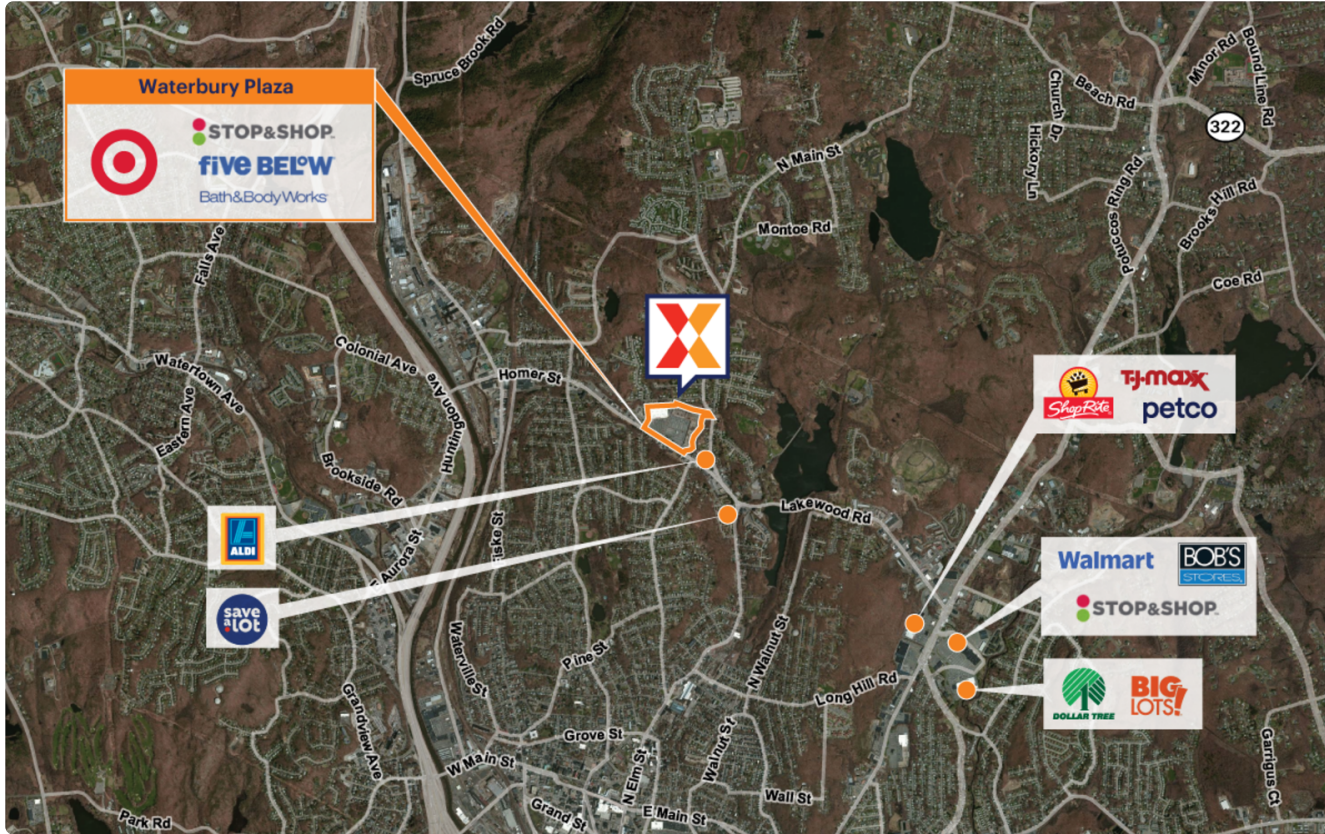 Spruce Brook Rd
Minor Rd
Bound Line Rd
Beach Rd
Church Dr
Hickory Ln
322
Waterbury Plaza
STOP&SHOP
five BELOW
Bath&BodyWorks
N Main St
Montoe Rd
Potuccos Ring Rd
Brooks Hill Rd
Coe Rd
Falls Ave
Colonial Ave
Watertown Ave
Eastern Ave
Huntingdon Ave
Homer St
Brookside Rd
ShopRite
T.J.maxx
petco
Lakewood Rd
ALDI
E Aurora St
Fiske St
save a lot
Walmart
BOB'S STORES
STOP&SHOP
Waterville St
Pine St
N Walnut St
Long Hill Rd
DOLLAR TREE
BIG LOTS!
Grandview Ave
Grove St
W Main St
N Elm St
Walnut St
Wall St
Grand St
E Main St
Garrigus Ct
Park Rd